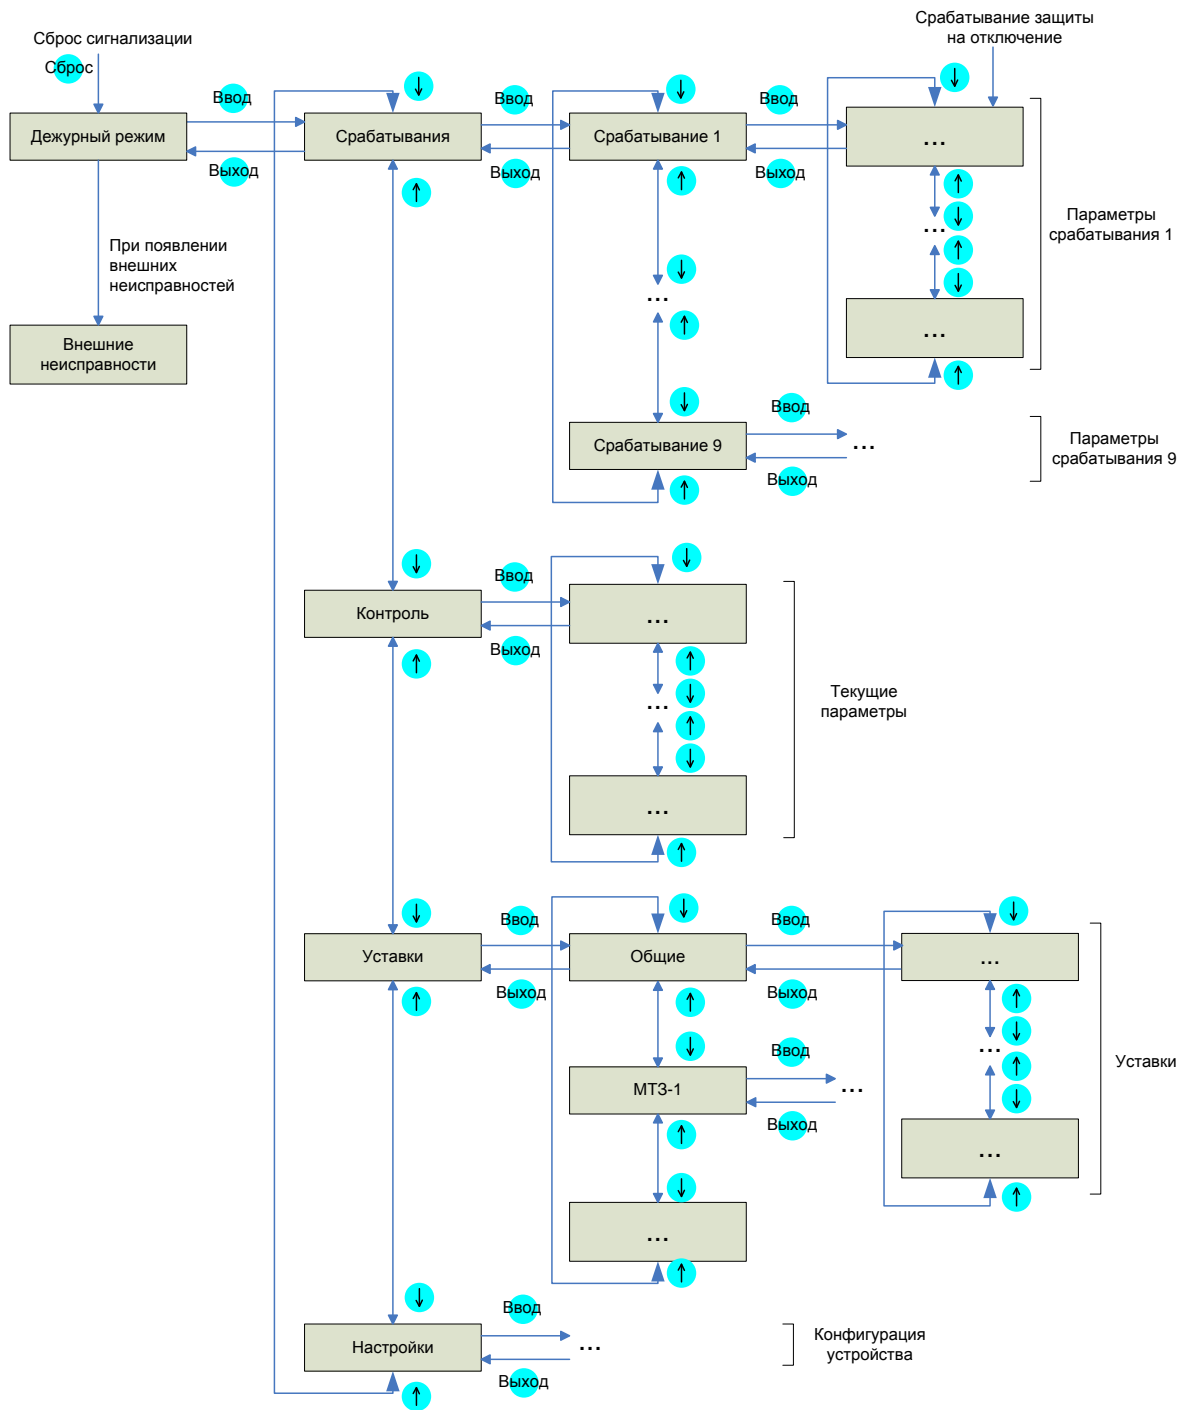 Сброс сигнализации
Сброс
Срабатывание защиты
на отключение
Ввод
Ввод
Ввод
Дежурный режим
Срабатывания
Срабатывание 1
...
Выход
Выход
Выход
Параметры
срабатывания 1
...
При появлении
внешних
неисправностей
...
...
Внешние
неисправности
Ввод
Срабатывание 9
...
Выход
Параметры
срабатывания 9
Ввод
Контроль
...
Выход
...
Текущие
параметры
...
Ввод
Ввод
Уставки
Общие
...
Выход
Выход
...
Ввод
МТЗ-1
...
Выход
Уставки
...
...
Ввод
Настройки
...
Выход
Конфигурация
устройства